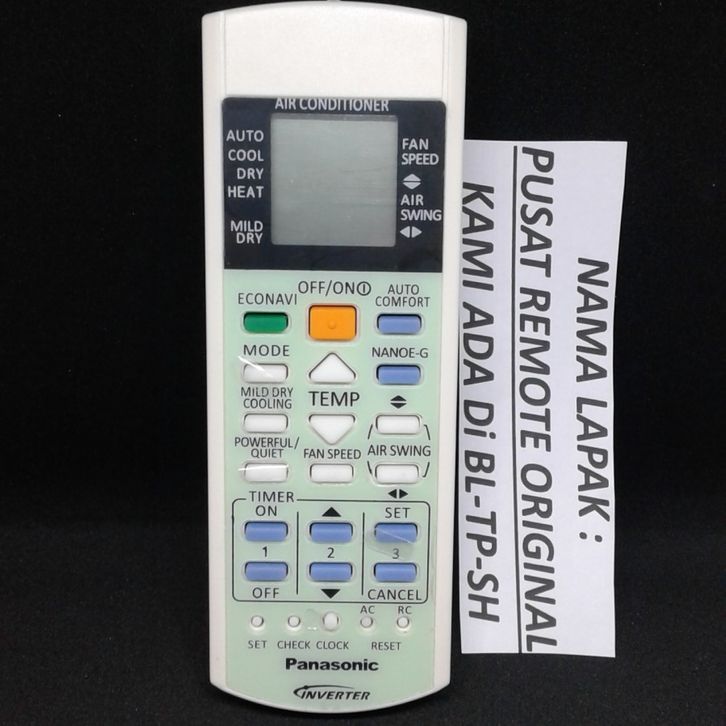 AIR CONDITIONER
AUTO
COOL
DRY
HEAT
MILD
DRY
FAN
SPEED
AIR
SWING
OFF/ON
ECONAVI
AUTO
COMFORT
MODE
NANOE-G
MILD DRY
COOLING
TEMP
POWERFUL/
QUIET
FAN SPEED
AIR SWING
TIMER
ON
SET
1
2
3
OFF
CANCEL
AC
RC
SET
CHECK
CLOCK
RESET
Panasonic
INVERTER
NAMA LAPAK :
PUSAT REMOTE ORIGINAL
KAMI ADA Di BL-TP-SH